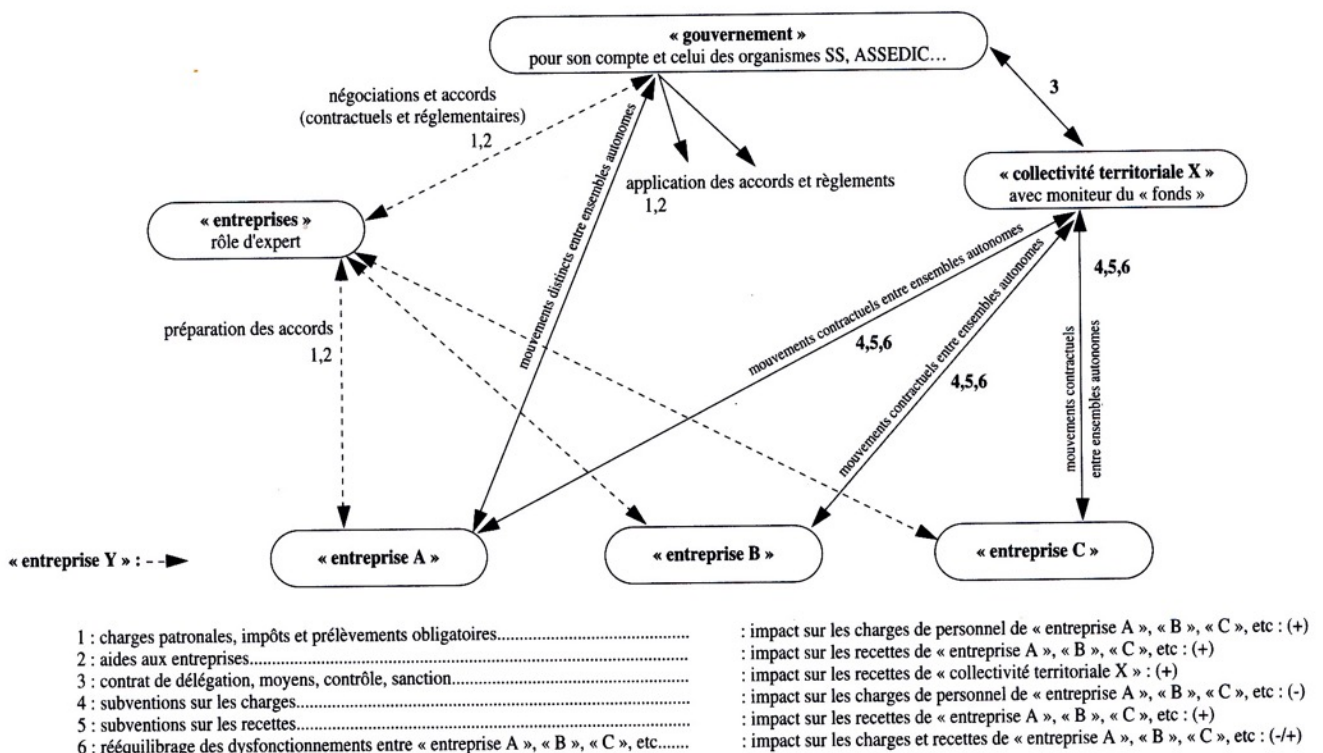 « gouvernement »
pour son compte et celui des organismes SS, ASSEDIC…
3
négociations et accords
(contractuels et réglementaires)
1,2
application des accords et règlements
1,2
« collectivité territoriale X »
avec moniteur du « fonds »
« entreprises »
rôle d'expert
mouvements distincts entre ensembles autonomes
préparation des accords
1,2
mouvements contractuels entre ensembles autonomes
4,5,6
mouvements contractuels entre ensembles autonomes
4,5,6
mouvements contractuels
entre ensembles autonomes
4,5,6
« entreprise Y » :
« entreprise A »
« entreprise B »
« entreprise C »
1 : charges patronales, impôts et prélèvements obligatoires.................................................. : impact sur les charges de personnel de « entreprise A », « B », « C », etc : (+)
2 : aides aux entreprises.................................................. : impact sur les recettes de « entreprise A », « B », « C », etc : (+)
3 : contrat de délégation, moyens, contrôle, sanction.................................................. : impact sur les recettes de « collectivité territoriale X » : (+)
4 : subventions sur les charges.................................................. : impact sur les charges de personnel de « entreprise A », « B », « C », etc : (-)
5 : subventions sur les recettes.................................................. : impact sur les recettes de « entreprise A », « B », « C », etc : (+)
6 : rééquilibrage des dysfonctionnements entre « entreprise A », « B », « C », etc....... : impact sur les charges et recettes de « entreprise A », « B », « C », etc : (-/+)